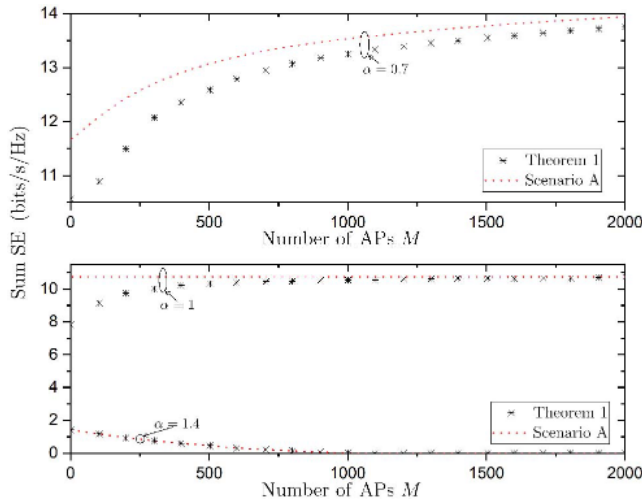 14
13
12
11
α = 0.7
Theorem 1
Scenario A
0
500
1000
1500
2000
Number of APs M
Sum SE (bits/s/Hz)
10
8
6
4
2
0
α = 1
α = 1.4
Theorem 1
Scenario A
0
500
1000
1500
2000
Number of APs M